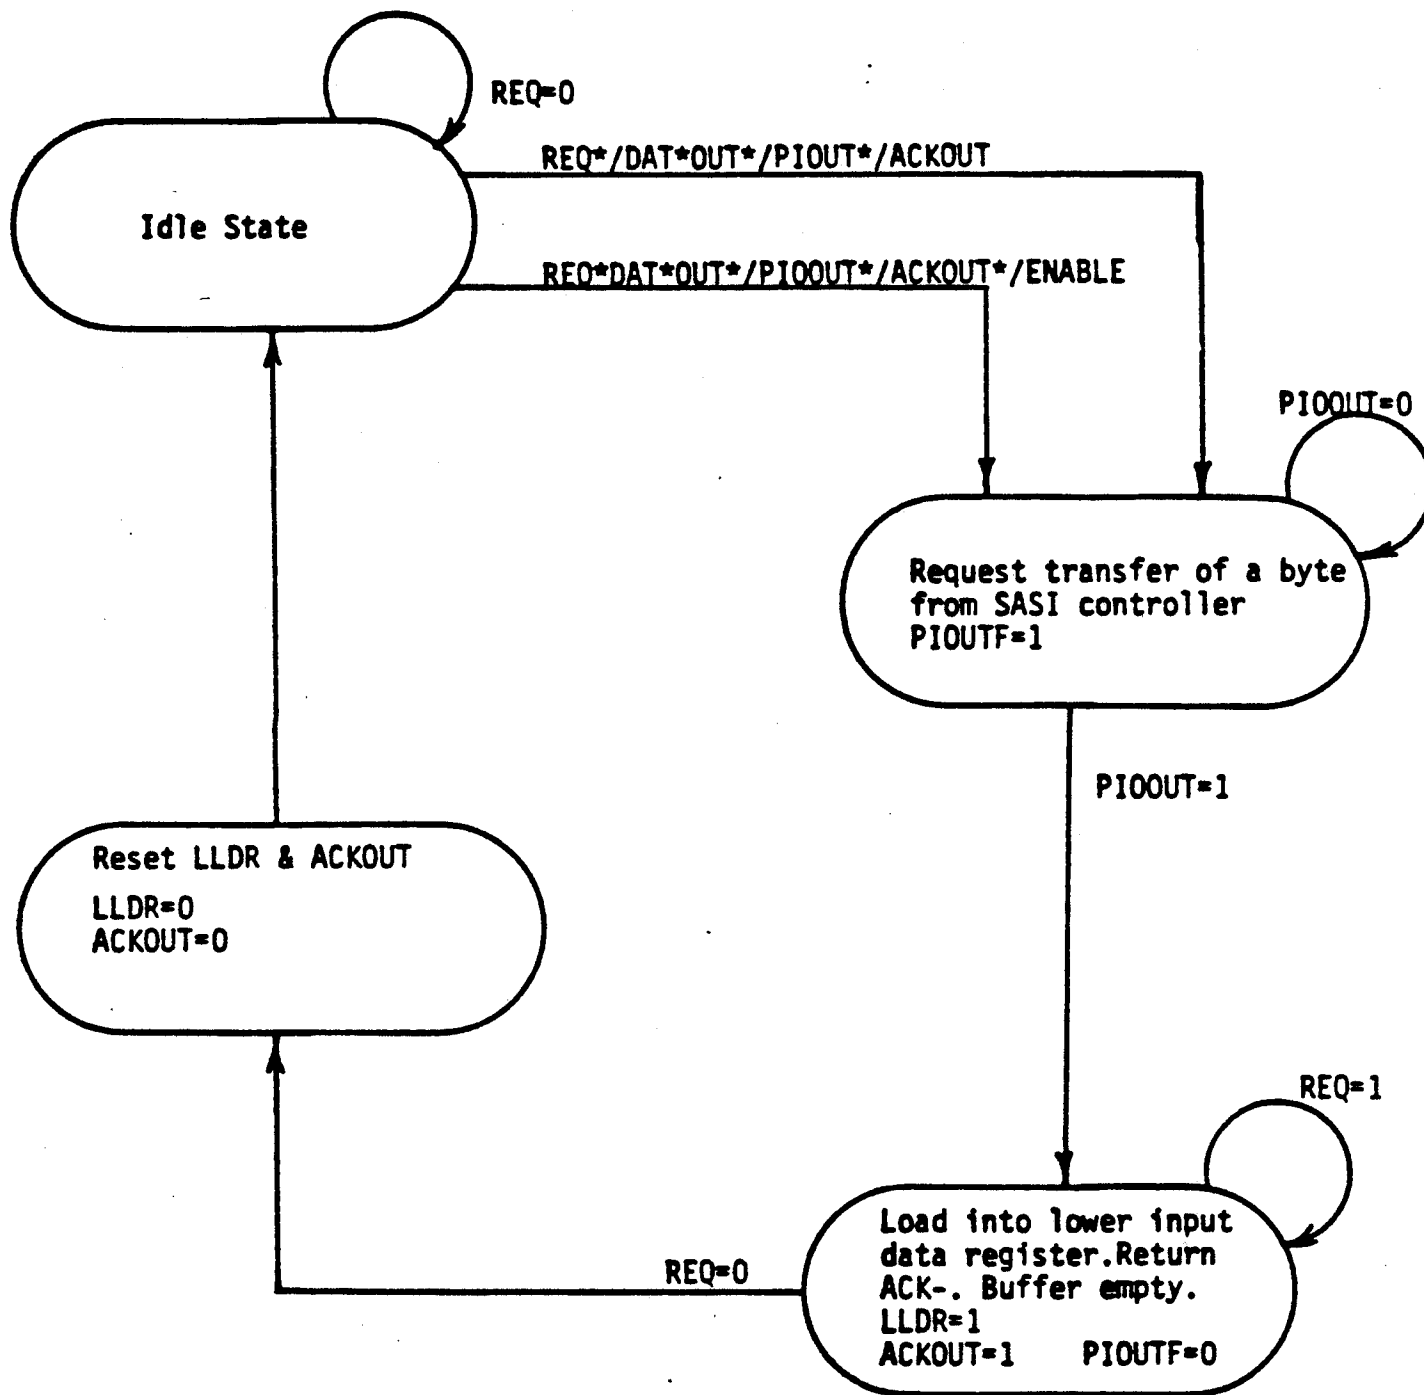 REQ=0
REQ*/DAT*OUT*/PIOUT*/ACKOUT
Idle State
REQ*DAT*OUT*/PIOOUT*/ACKOUT*/ENABLE
PIOOUT=0
Request transfer of a byte
from SASI controller
PIOUTF=1
PIOOUT=1
Reset LLDR & ACKOUT
LLDR=0
ACKOUT=0
REQ=1
Load into lower input
data register.Return
ACK-. Buffer empty.
REQ=0
LLDR=1
ACKOUT=1 PIOUTF=0